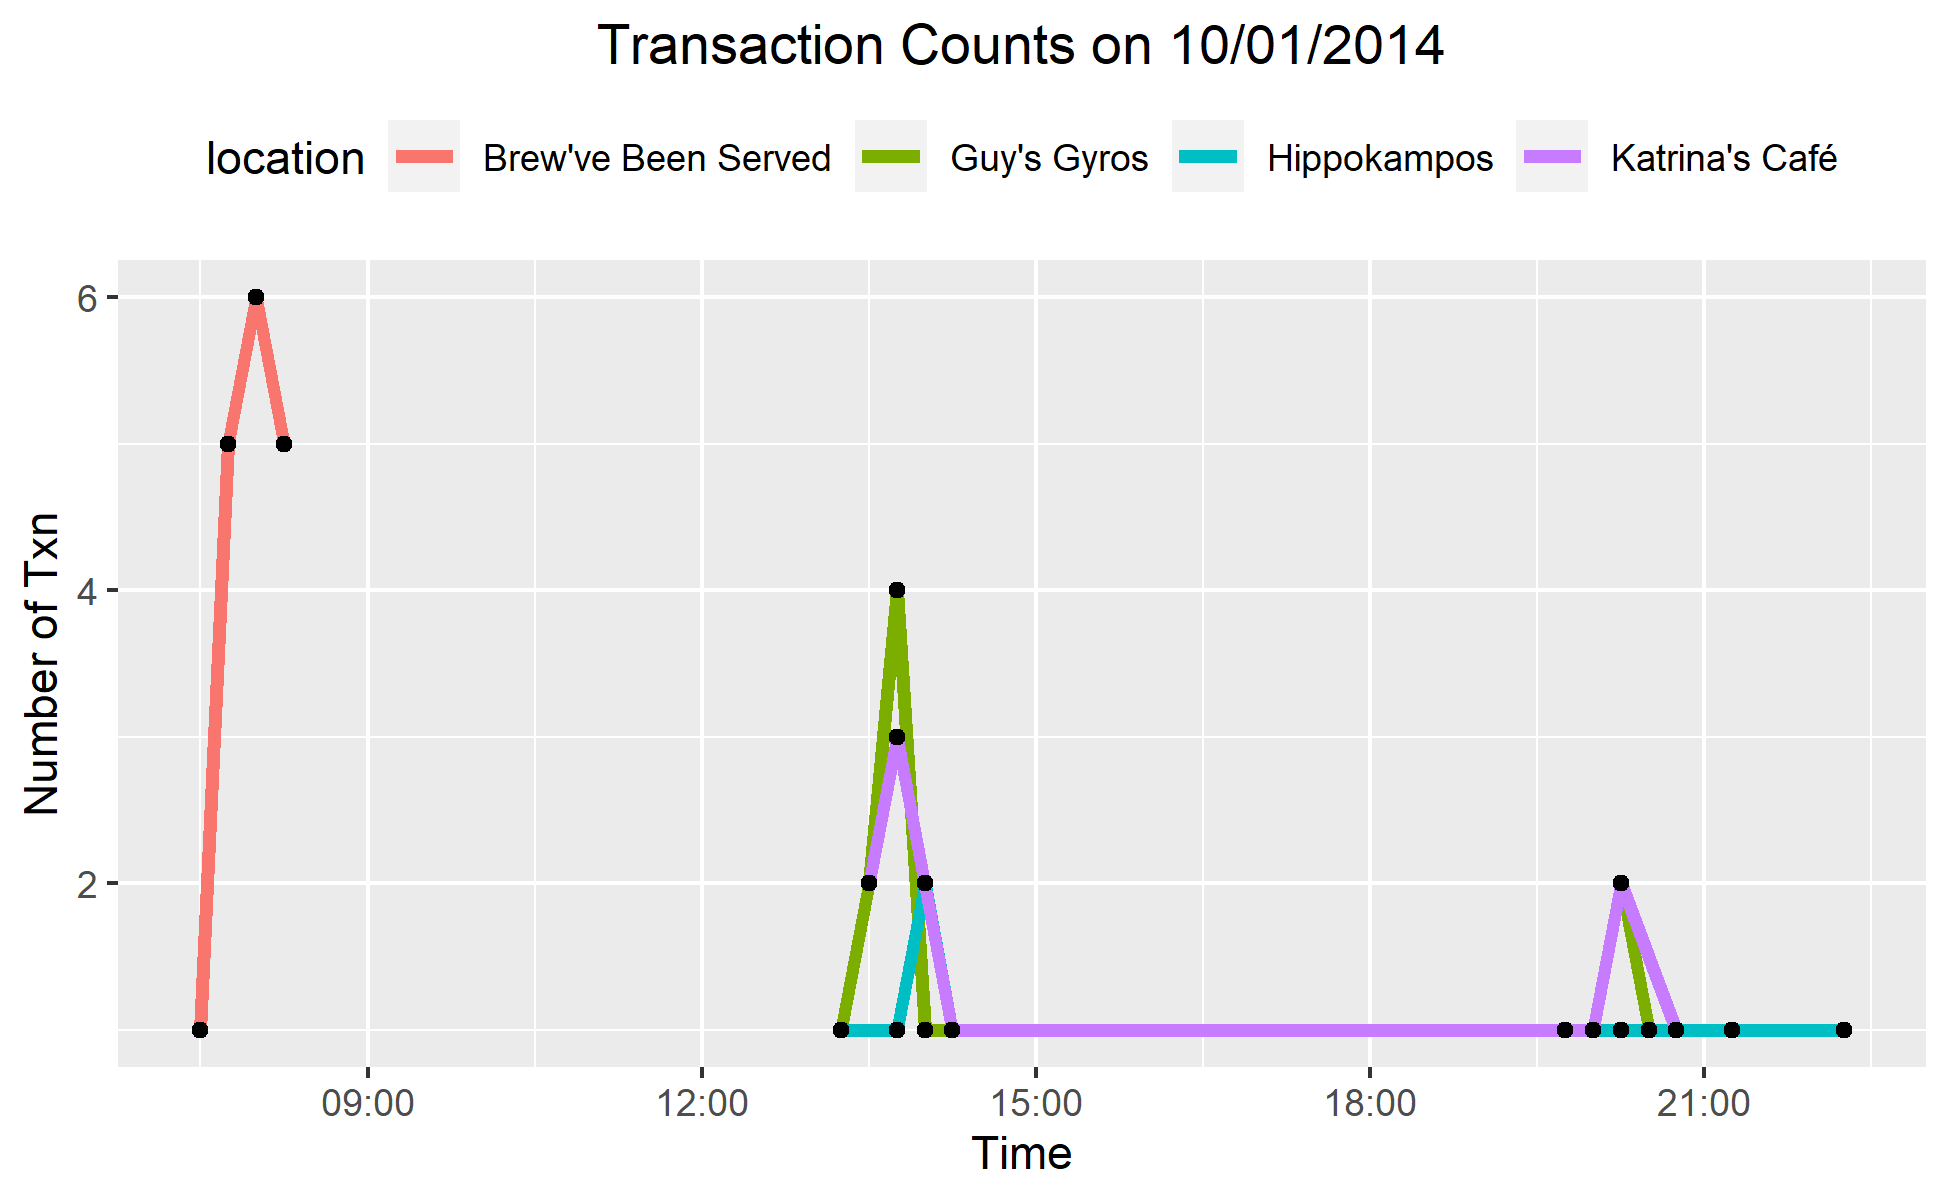 Transaction Counts on 10/01/2014
location Brew've Been Served Guy's Gyros Hippokampos Katrina's Café
Number of Txn
6
4
2
09:00 12:00 15:00 18:00 21:00
Time